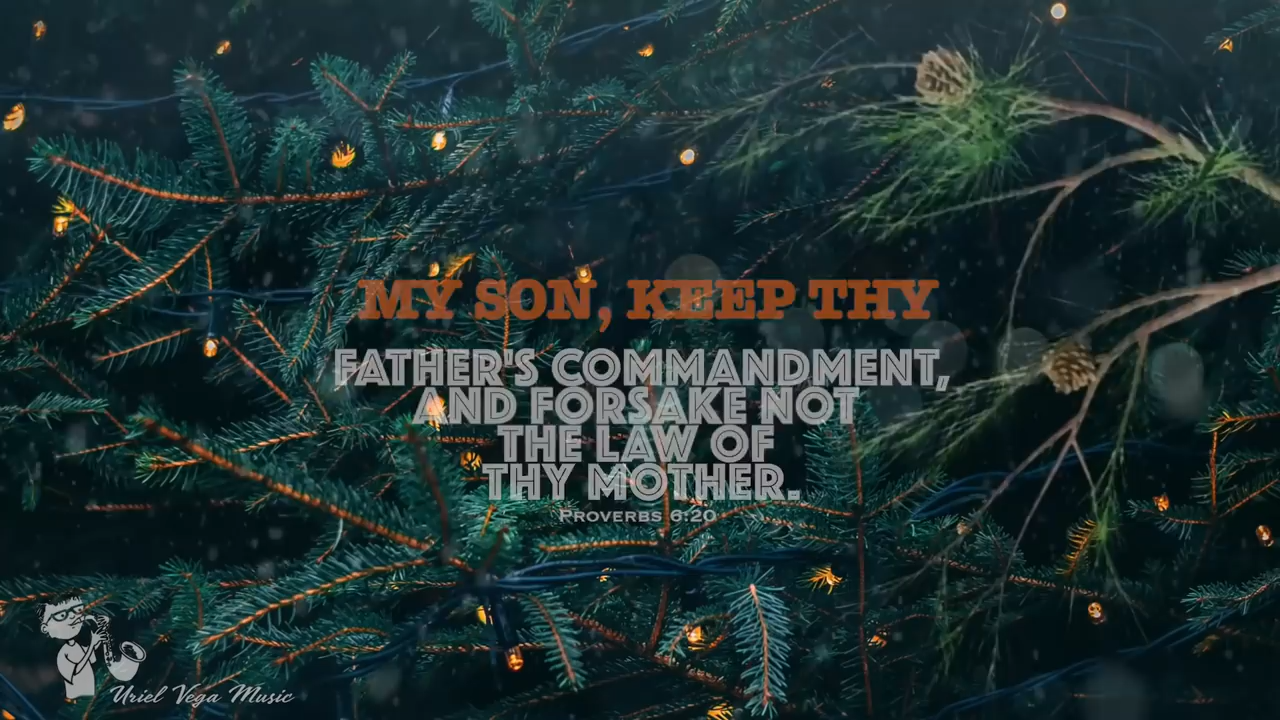 MY SON, KEEP THY
FATHER'S COMMANDMENT,
AND FORSAKE NOT
THE LAW OF
THY MOTHER.
PROVERBS 6:20
Uriel Vega Music